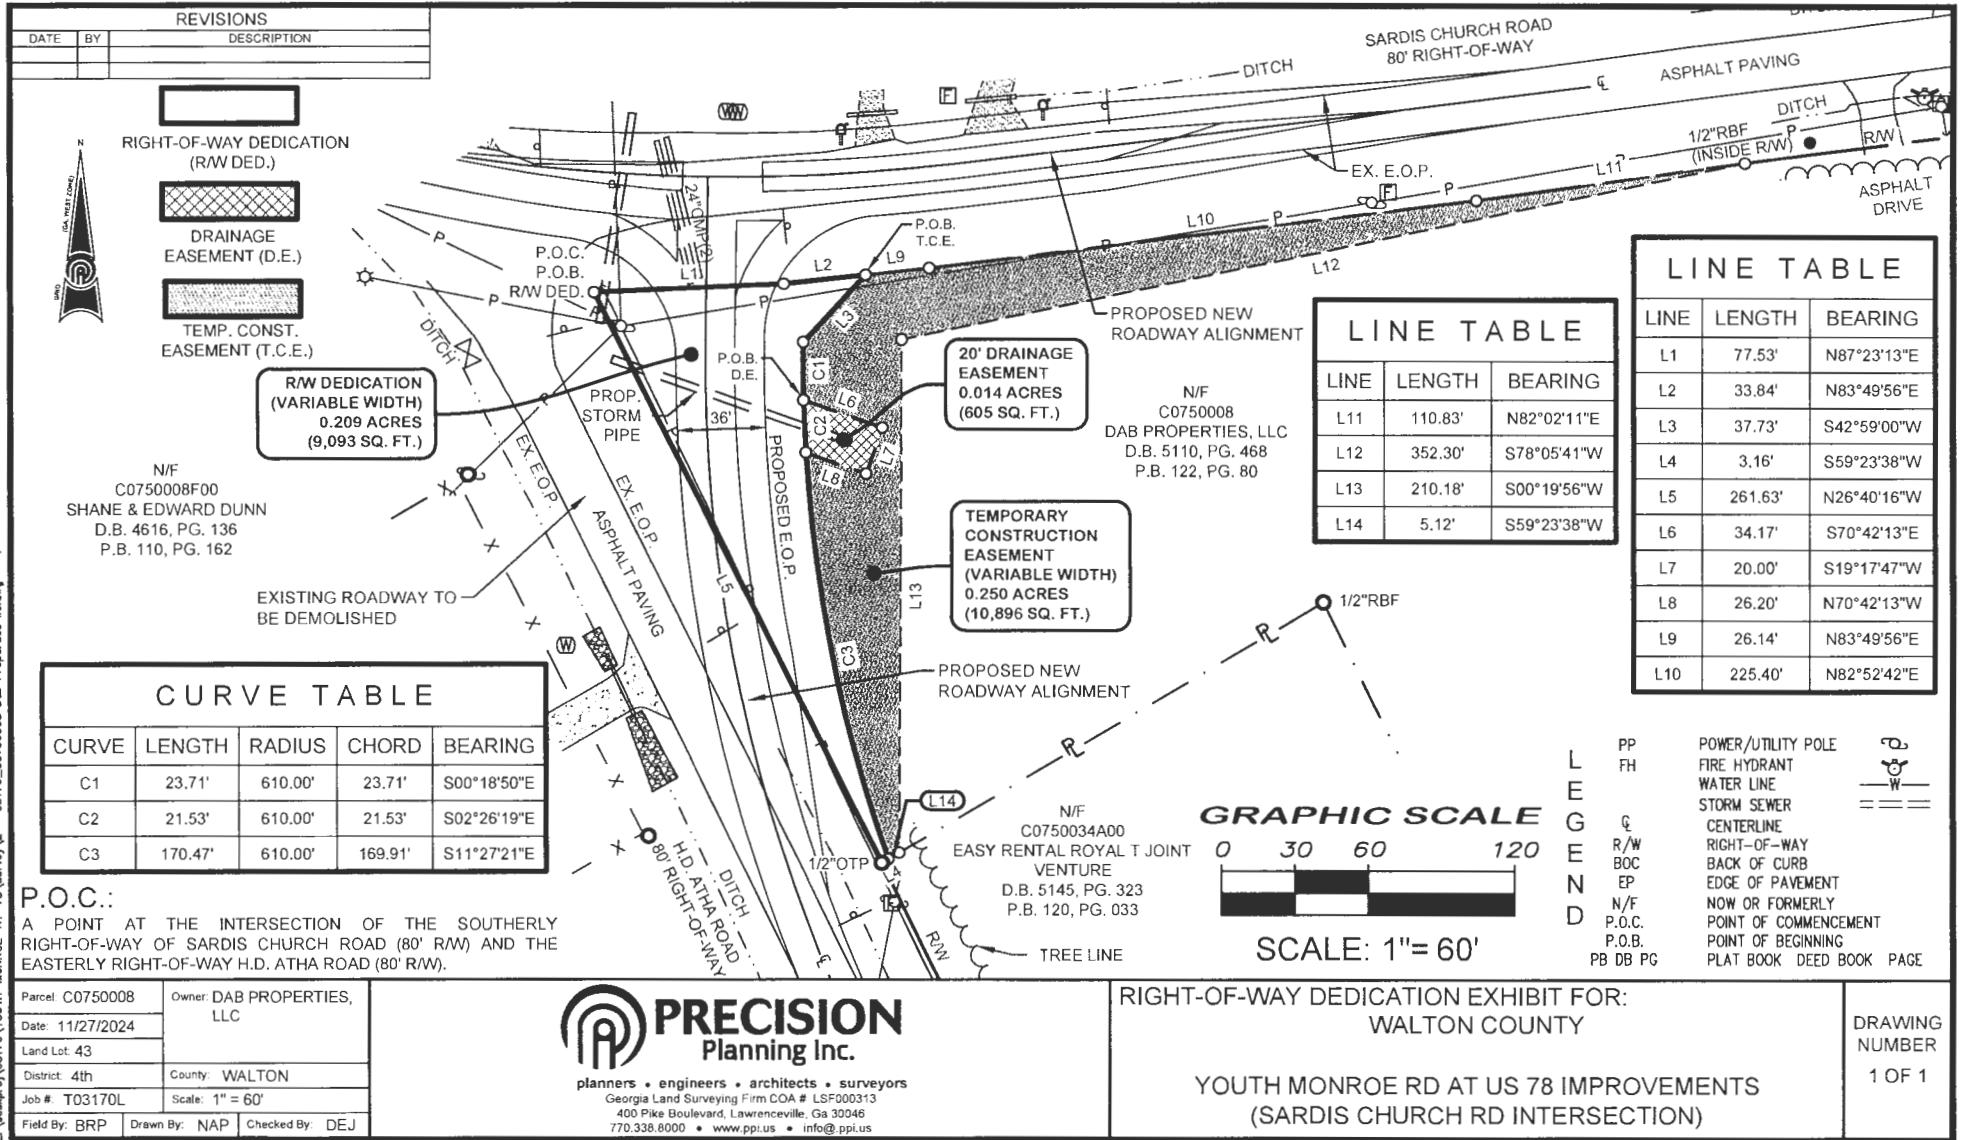 REVISIONS
DATE BY DESCRIPTION
RIGHT-OF-WAY DEDICATION
(R/W DED.)
DRAINAGE
EASEMENT (D.E.)
TEMP. CONST.
EASEMENT (T.C.E.)
N
(GA. WEST ZONE)
GRID
SARDIS CHURCH ROAD
80' RIGHT-OF-WAY
DITCH
ASPHALT PAVING
DITCH
1/2"RBF
(INSIDE R/W)
R/W
ASPHALT
DRIVE
EX. E.O.P.
L11
L10
L12
24"CMP(2)
P.O.C.
P.O.B.
R/W DED.
L1
L2
L9
P.O.B.
T.C.E.
L3
PROPOSED NEW
ROADWAY ALIGNMENT
DITCH
R/W DEDICATION
(VARIABLE WIDTH)
0.209 ACRES
(9,093 SQ. FT.)
PROP.
STORM
PIPE
36'
P.O.B.
D.E.
C1
L6
C2
L7
L8
20' DRAINAGE
EASEMENT
0.014 ACRES
(605 SQ. FT.)
N/F
C0750008
DAB PROPERTIES, LLC
D.B. 5110, PG. 468
P.B. 122, PG. 80
N/F
C0750008F00
SHANE & EDWARD DUNN
D.B. 4616, PG. 136
P.B. 110, PG. 162
EX. E.O.P.
EX. E.O.P.
ASPHALT PAVING
PROPOSED E.O.P.
TEMPORARY
CONSTRUCTION
EASEMENT
(VARIABLE WIDTH)
0.250 ACRES
(10,896 SQ. FT.)
L5
L13
C3
EXISTING ROADWAY TO
BE DEMOLISHED
PROPOSED NEW
ROADWAY ALIGNMENT
1/2"RBF
L14
1/2"OTP
DITCH
H.D. ATHA ROAD
80' RIGHT-OF-WAY
R/W
TREE LINE
N/F
C0750034A00
EASY RENTAL ROYAL T JOINT
VENTURE
D.B. 5145, PG. 323
P.B. 120, PG. 033
LINE TABLE
LINE LENGTH BEARING
L11 110.83' N82°02'11"E
L12 352.30' S78°05'41"W
L13 210.18' S00°19'56"W
L14 5.12' S59°23'38"W
LINE TABLE
LINE LENGTH BEARING
L1 77.53' N87°23'13"E
L2 33.84' N83°49'56"E
L3 37.73' S42°59'00"W
L4 3.16' S59°23'38"W
L5 261.63' N26°40'16"W
L6 34.17' S70°42'13"E
L7 20.00' S19°17'47"W
L8 26.20' N70°42'13"W
L9 26.14' N83°49'56"E
L10 225.40' N82°52'42"E
CURVE TABLE
CURVE LENGTH RADIUS CHORD BEARING
C1 23.71' 610.00' 23.71' S00°18'50"E
C2 21.53' 610.00' 21.53' S02°26'19"E
C3 170.47' 610.00' 169.91' S11°27'21"E
P.O.C.:
A POINT AT THE INTERSECTION OF THE SOUTHERLY
RIGHT-OF-WAY OF SARDIS CHURCH ROAD (80' R/W) AND THE
EASTERLY RIGHT-OF-WAY H.D. ATHA ROAD (80' R/W).
GRAPHIC SCALE
0 30 60 120
SCALE: 1"= 60'
LEGEND
PP POWER/UTILITY POLE
FH FIRE HYDRANT
WATER LINE W
STORM SEWER
CENTERLINE
R/W RIGHT-OF-WAY
BOC BACK OF CURB
EP EDGE OF PAVEMENT
N/F NOW OR FORMERLY
P.O.C. POINT OF COMMENCEMENT
P.O.B. POINT OF BEGINNING
PB DB PG PLAT BOOK DEED BOOK PAGE
Parcel: C0750008
Owner: DAB PROPERTIES,
LLC
Date: 11/27/2024
Land Lot: 43
District: 4th
County: WALTON
Job #: T03170L
Scale: 1" = 60'
Field By: BRP Drawn By: NAP Checked By: DEJ
PRECISION
Planning Inc.
planners • engineers • architects • surveyors
Georgia Land Surveying Firm COA # LSF000313
400 Pike Boulevard, Lawrenceville, Ga 30046
770.338.8000 • www.ppi.us • info@ppi.us
RIGHT-OF-WAY DEDICATION EXHIBIT FOR:
WALTON COUNTY
YOUTH MONROE RD AT US 78 IMPROVEMENTS
(SARDIS CHURCH RD INTERSECTION)
DRAWING
NUMBER
1 OF 1